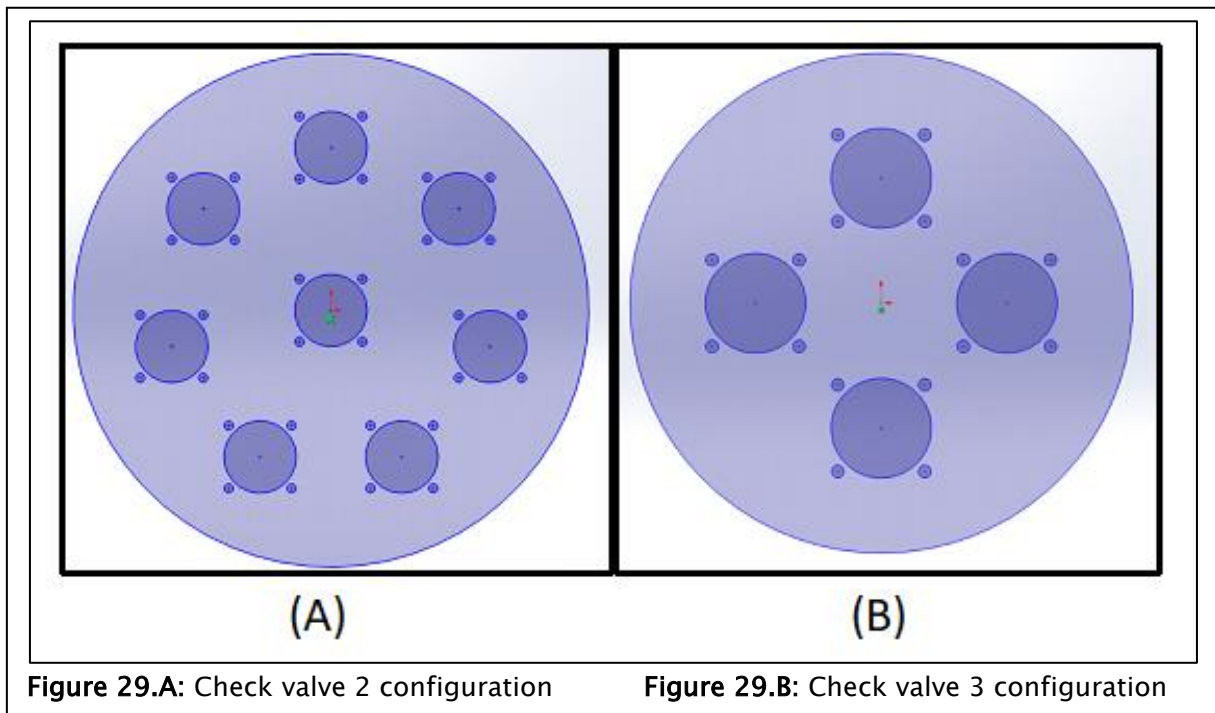 (A)
(B)
Figure 29.A: Check valve 2 configuration
Figure 29.B: Check valve 3 configuration